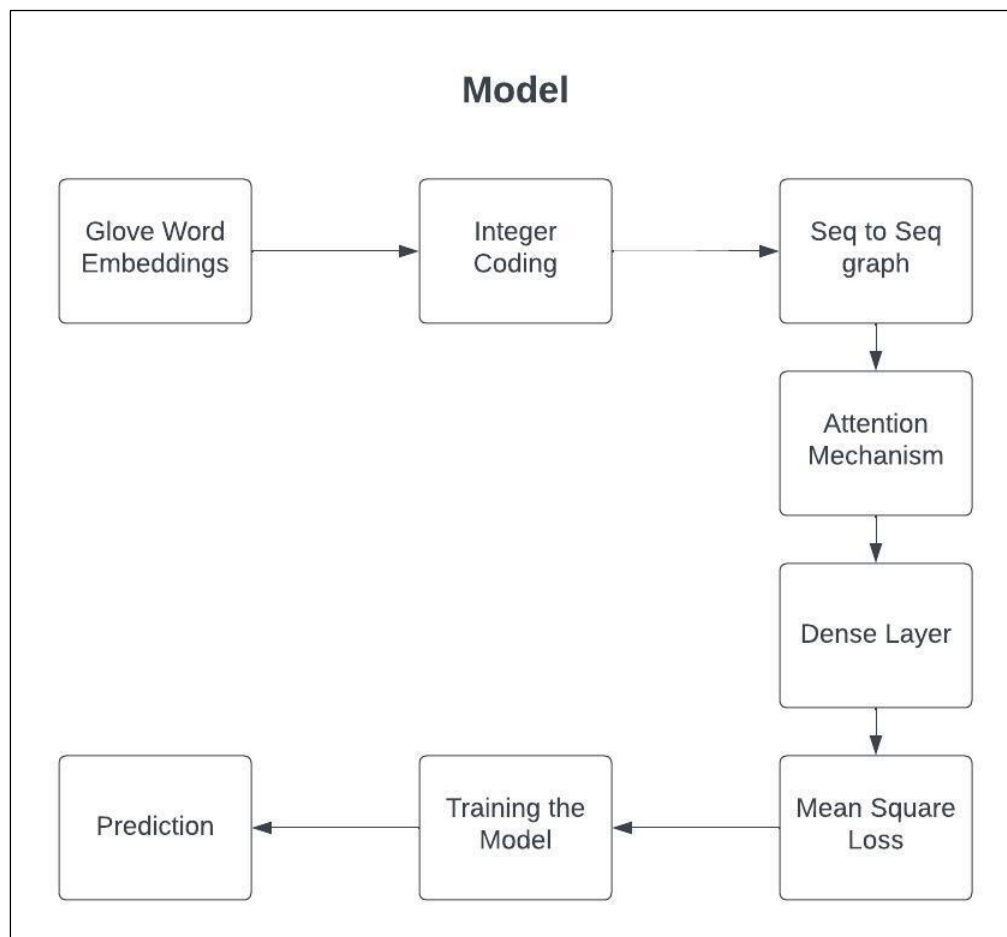 Model
Glove Word
Embeddings
Integer
Coding
Seq to Seq
graph
Attention
Mechanism
Dense Layer
Mean Square
Loss
Training the
Model
Prediction